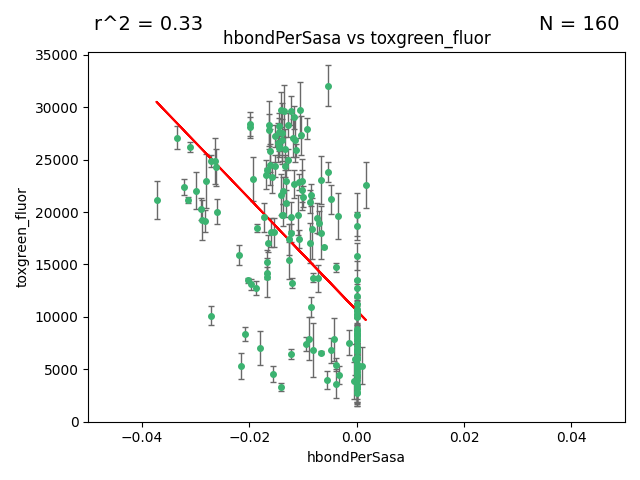 r^2 = 0.33
N = 160
hbondPerSasa vs toxgreen_fluor
35000
30000
25000
20000
15000
10000
5000
0
toxgreen_fluor
−0.04
−0.02
0.00
0.02
0.04
hbondPerSasa